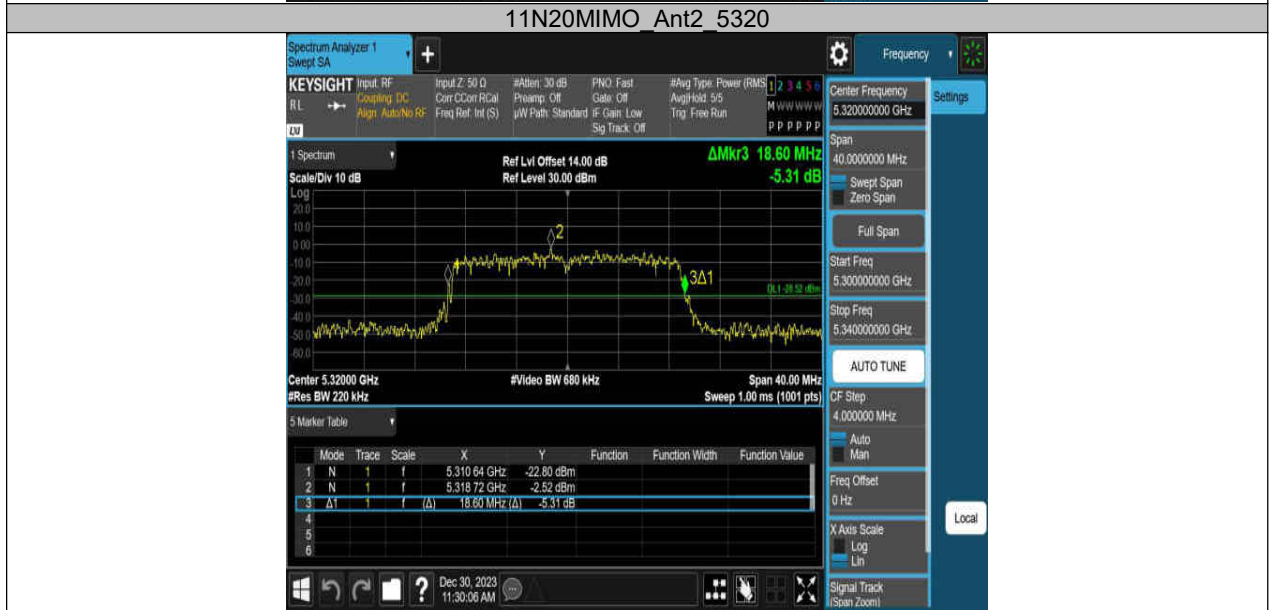 11N20MIMO_Ant2_5320
Spectrum Analyzer 1
Swept SA
+
Frequency
KEYSIGHT
RL
LXI
Input: RF
Coupling: DC
Align: Auto/No RF
Input Z: 50 Ω
Corr CCorr RCal
Freq Ref: Int (S)
#Atten: 30 dB
Preamp: Off
µW Path: Standard
PNO: Fast
Gate: Off
IF Gain: Low
Sig Track: Off
#Avg Type: Power (RMS
Avg|Hold: 5/5
Trig: Free Run
1 2 3 4 5 6
M W W W W W
P P P P P P
1 Spectrum
Scale/Div 10 dB
Ref Lvl Offset 14.00 dB
Ref Level 30.00 dBm
ΔMkr3 18.60 MHz
-5.31 dB
Log
20.0
10.0
0.00
-10.0
-20.0
-30.0
-40.0
-50.0
-60.0
2
3Δ1
DL1 -28.52 dBm
Center 5.32000 GHz
#Video BW 680 kHz
Span 40.00 MHz
#Res BW 220 kHz
Sweep 1.00 ms (1001 pts)
5 Marker Table
Mode Trace Scale X Y Function Function Width Function Value
1 N 1 f 5.310 64 GHz -22.80 dBm
2 N 1 f 5.318 72 GHz -2.52 dBm
3 Δ1 1 f (Δ) 18.60 MHz (Δ) -5.31 dB
4
5
6
Dec 30, 2023
11:30:06 AM
?
Center Frequency
5.320000000 GHz
Settings
Span
40.0000000 MHz
Swept Span
Zero Span
Full Span
Start Freq
5.300000000 GHz
Stop Freq
5.340000000 GHz
AUTO TUNE
CF Step
4.000000 MHz
Auto
Man
Freq Offset
0 Hz
X Axis Scale
Log
Lin
Signal Track
(Span Zoom)
Local